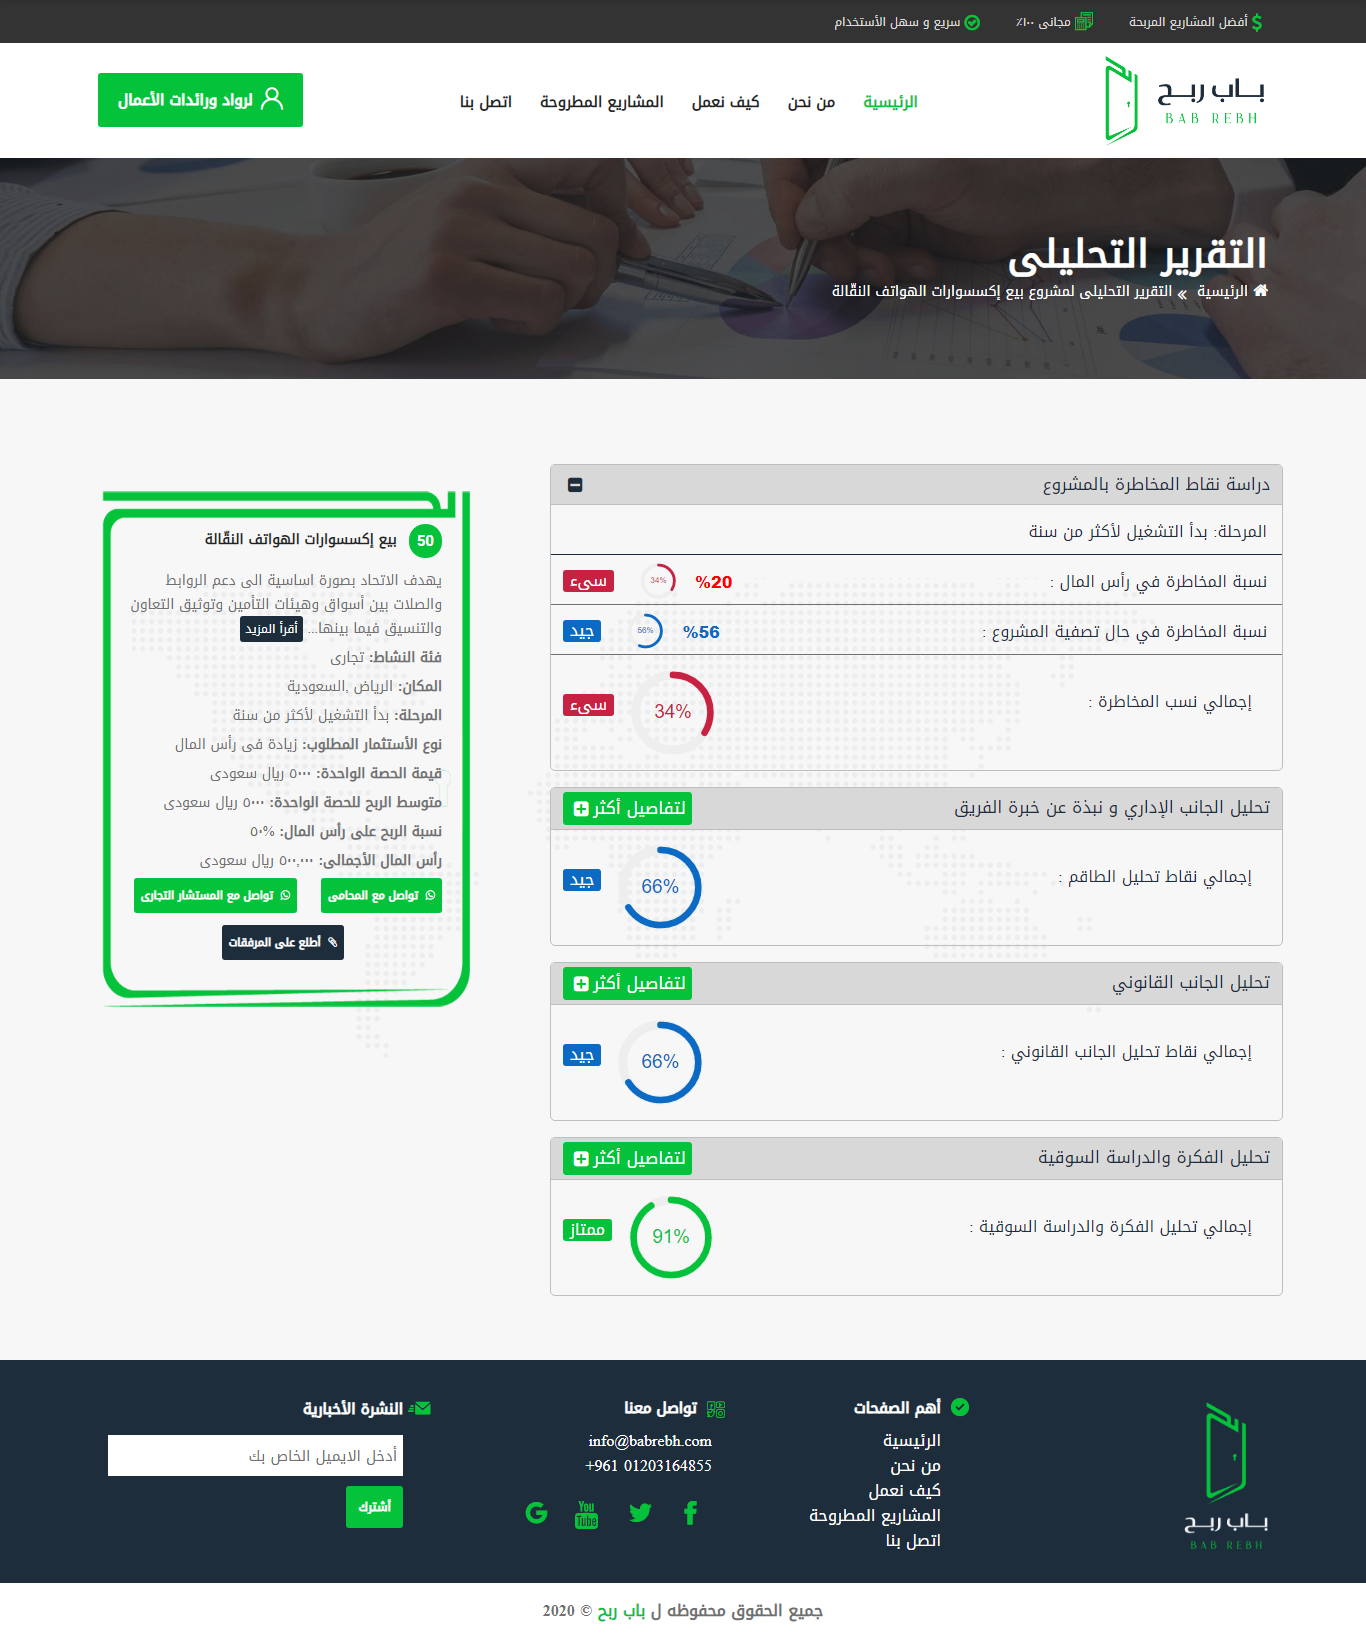 أفضل المشاريع المربحة
مجانى ١٠٠٪
سريع و سهل الأستخدام
بـاب ربـح
BAB REBH
الرئيسية
من نحن
كيف نعمل
المشاريع المطروحة
اتصل بنا
لرواد ورائدات الأعمال
التقرير التحليلى
الرئيسية » التقرير التحليلى لمشروع بيع إكسسوارات الهواتف النقّالة
دراسة نقاط المخاطرة بالمشروع
المرحلة: بدأ التشغيل لأكثر من سنة
نسبة المخاطرة في رأس المال :
%20
34%
سىء
نسبة المخاطرة في حال تصفية المشروع :
%56
56%
جيد
إجمالي نسب المخاطرة :
34%
سىء
تحليل الجانب الإداري و نبذة عن خبرة الفريق
لتفاصيل أكثر
إجمالي نقاط تحليل الطاقم :
66%
جيد
تحليل الجانب القانوني
لتفاصيل أكثر
إجمالي نقاط تحليل الجانب القانوني :
66%
جيد
تحليل الفكرة والدراسة السوقية
لتفاصيل أكثر
إجمالي تحليل الفكرة والدراسة السوقية :
91%
ممتاز
50
بيع إكسسوارات الهواتف النقّالة
يهدف الاتحاد بصورة اساسية الى دعم الروابط
والصلات بين أسواق وهيئات التأمين وتوثيق التعاون
والتنسيق فيما بينها... أقرأ المزيد
فئة النشاط: تجارى
المكان: الرياض ,السعودية
المرحلة: بدأ التشغيل لأكثر من سنة
نوع الأستثمار المطلوب: زيادة فى رأس المال
قيمة الحصة الواحدة: ٥٠٠٠ ريال سعودى
متوسط الربح للحصة الواحدة: ٥٠٠٠ ريال سعودى
نسبة الربح على رأس المال: %٥٠
رأس المال الأجمالى: ٥٠٠,٠٠٠ ريال سعودى
تواصل مع المحامى
تواصل مع المستشار التجارى
أطلع على المرفقات
بـاب ربـح
BAB REBH
أهم الصفحات
الرئيسية
من نحن
كيف نعمل
المشاريع المطروحة
اتصل بنا
تواصل معنا
info@babrebh.com
+961 01203164855
You
Tube
النشرة الأخبارية
أدخل الايميل الخاص بك
أشترك
جميع الحقوق محفوظه ل باب ربح © 2020